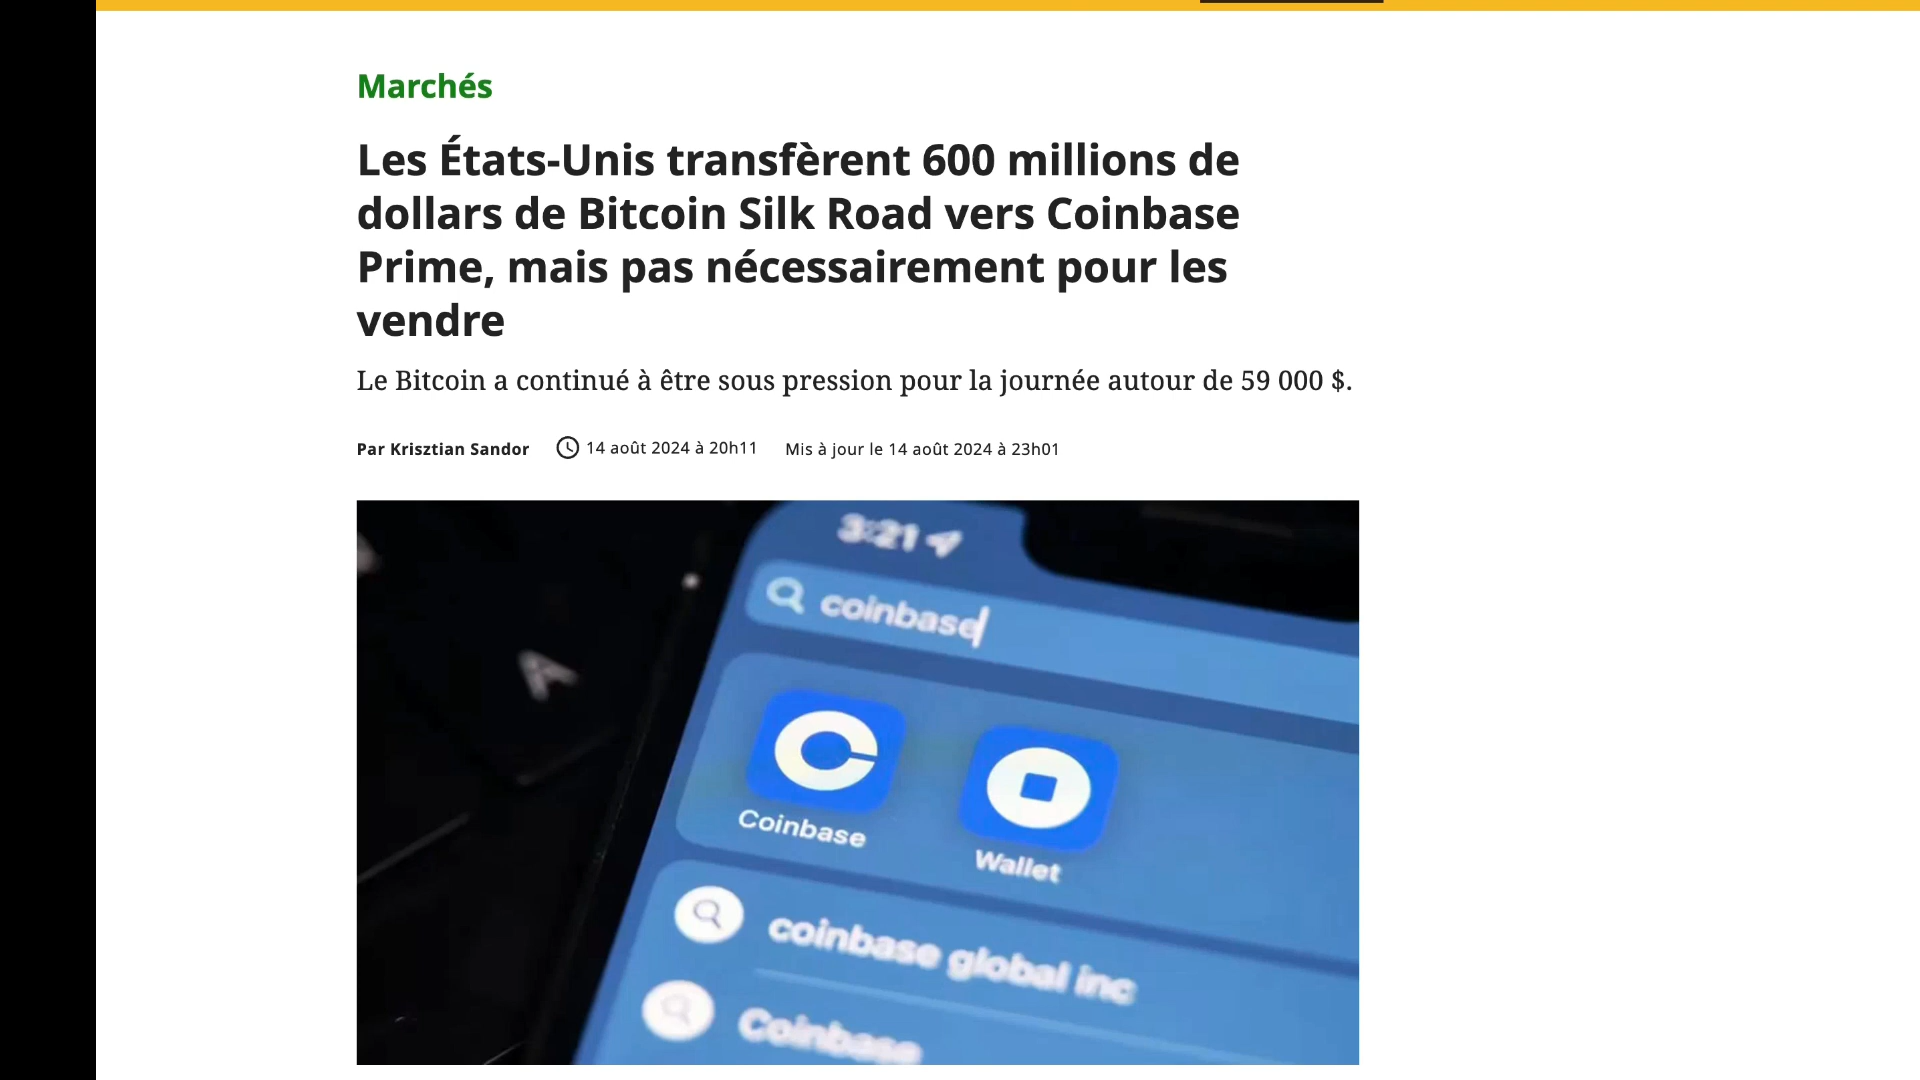 Marchés
Les États-Unis transfèrent 600 millions de
dollars de Bitcoin Silk Road vers Coinbase
Prime, mais pas nécessairement pour les
vendre
Le Bitcoin a continué à être sous pression pour la journée autour de 59 000 $.
Par Krisztian Sandor 14 août 2024 à 20h11 Mis à jour le 14 août 2024 à 23h01
3:21
coinbase
A
Coinbase
Wallet
coinbase global inc
Coinbase